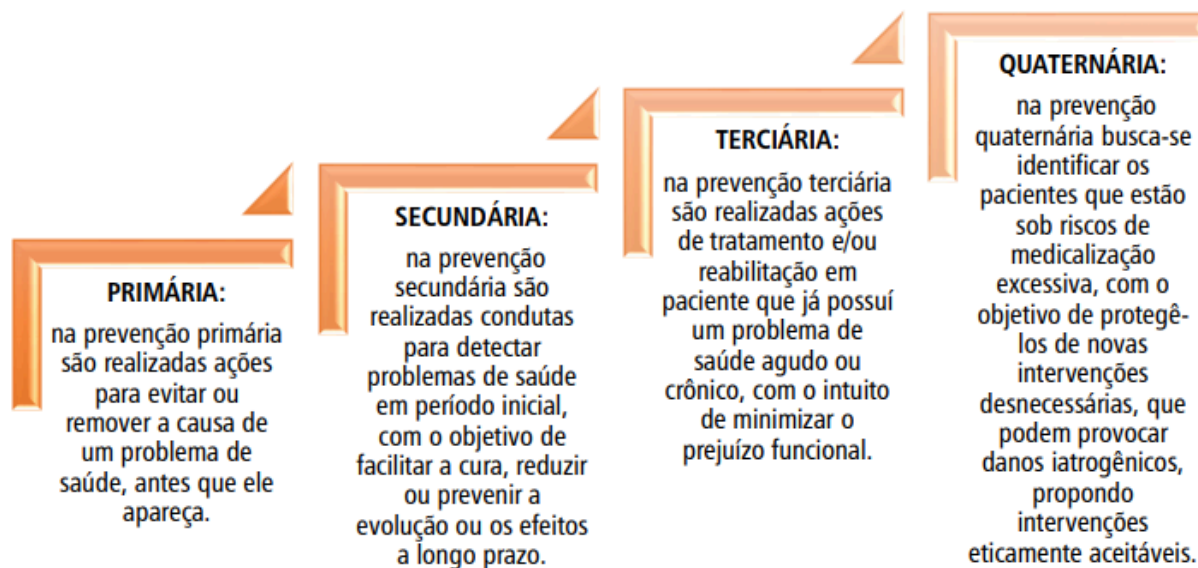 PRIMÁRIA:
na prevenção primária
são realizadas ações
para evitar ou
remover a causa de
um problema de
saúde, antes que ele
apareça.
SECUNDÁRIA:
na prevenção
secundária são
realizadas condutas
para detectar
problemas de saúde
em período inicial,
com o objetivo de
facilitar a cura, reduzir
ou prevenir a
evolução ou os efeitos
a longo prazo.
TERCIÁRIA:
na prevenção terciária
são realizadas ações
de tratamento e/ou
reabilitação em
paciente que já possuí
um problema de
saúde agudo ou
crônico, com o intuito
de minimizar o
prejuízo funcional.
QUATERNÁRIA:
na prevenção
quaternária busca-se
identificar os
pacientes que estão
sob riscos de
medicalização
excessiva, com o
objetivo de protegê-
los de novas
intervenções
desnecessárias, que
podem provocar
danos iatrogênicos,
propondo
intervenções
eticamente aceitáveis.